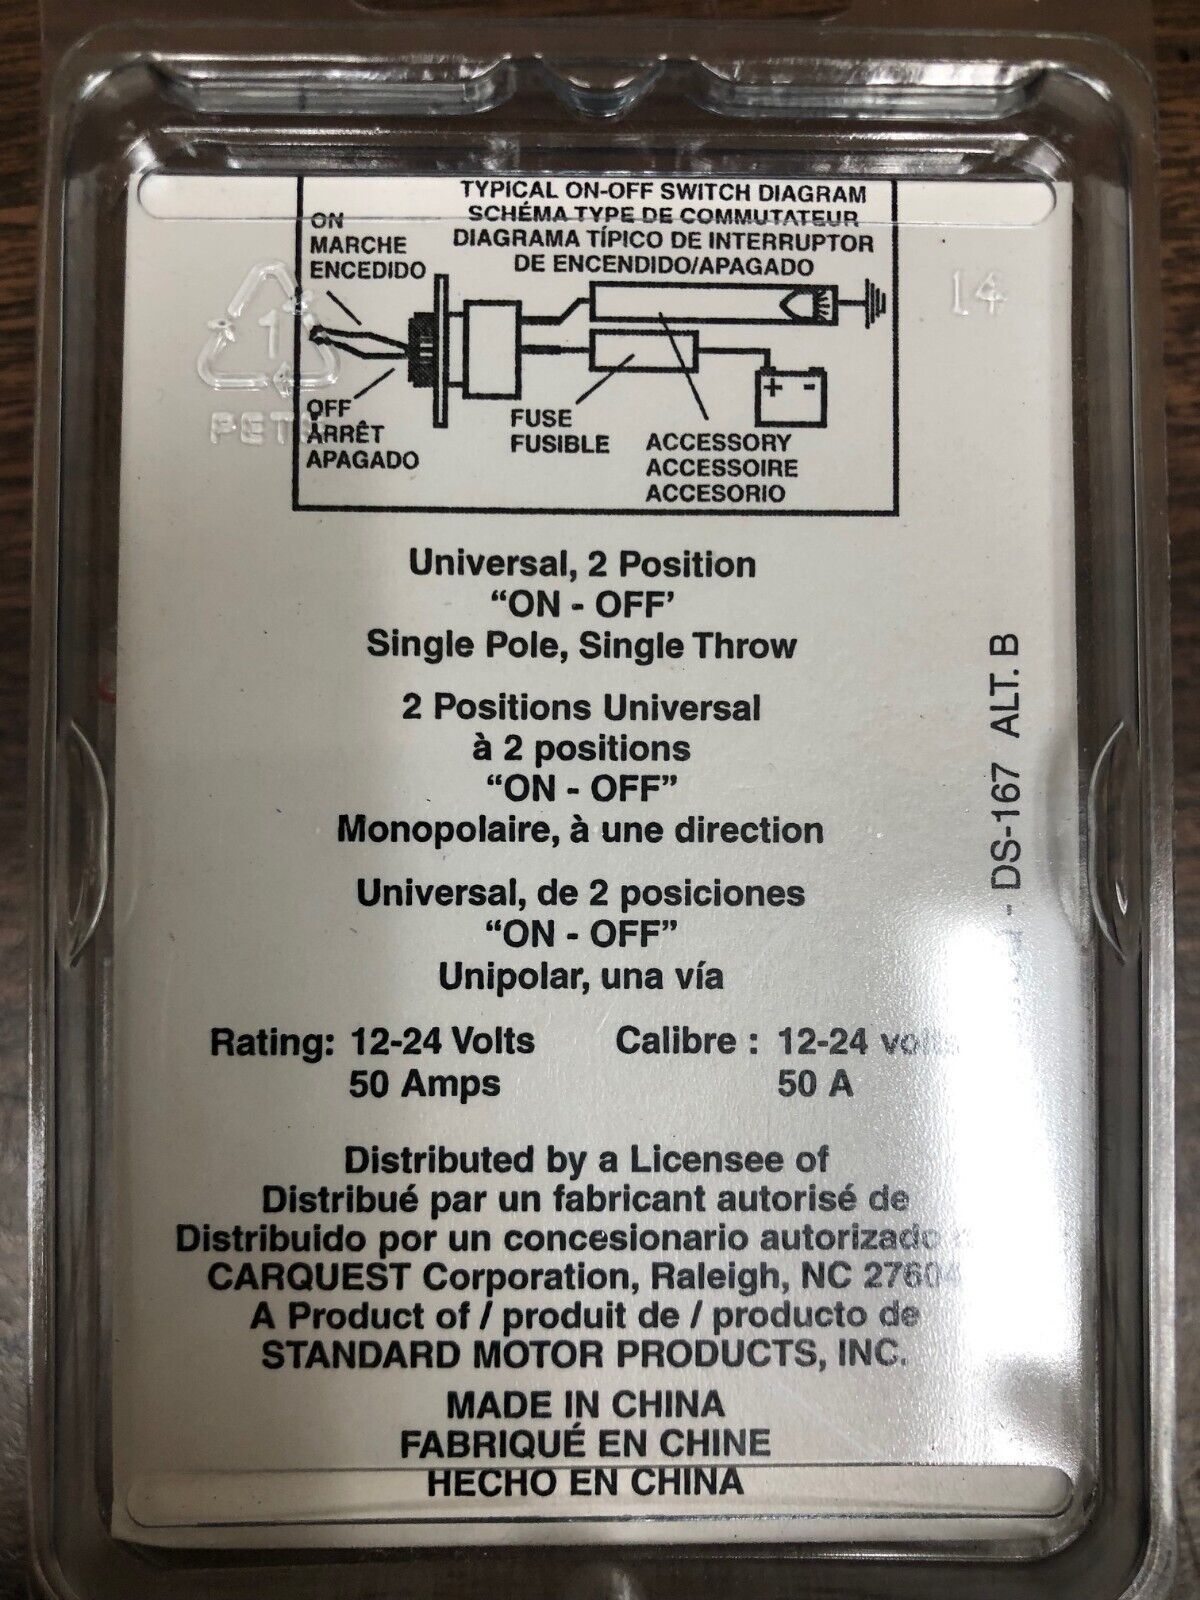 TYPICAL ON-OFF SWITCH DIAGRAM
SCHÉMA TYPE DE COMMUTATEUR
DIAGRAMA TÍPICO DE INTERRUPTOR
DE ENCENDIDO/APAGADO
ON
MARCHE
ENCEDIDO
OFF
ARRÊT
APAGADO
FUSE
FUSIBLE
ACCESSORY
ACCESSOIRE
ACCESORIO
+ -
1
14
Universal, 2 Position
“ON - OFF’
Single Pole, Single Throw
2 Positions Universal
à 2 positions
“ON - OFF”
Monopolaire, à une direction
Universal, de 2 posiciones
“ON - OFF”
Unipolar, una vía
Rating: 12-24 Volts
50 Amps
Calibre : 12-24 volts
50 A
Distributed by a Licensee of
Distribué par un fabricant autorisé de
Distribuido por un concesionario autorizado
CARQUEST Corporation, Raleigh, NC 27604
A Product of / produit de / producto de
STANDARD MOTOR PRODUCTS, INC.
MADE IN CHINA
FABRIQUÉ EN CHINE
HECHO EN CHINA
- DS-167 ALT. B